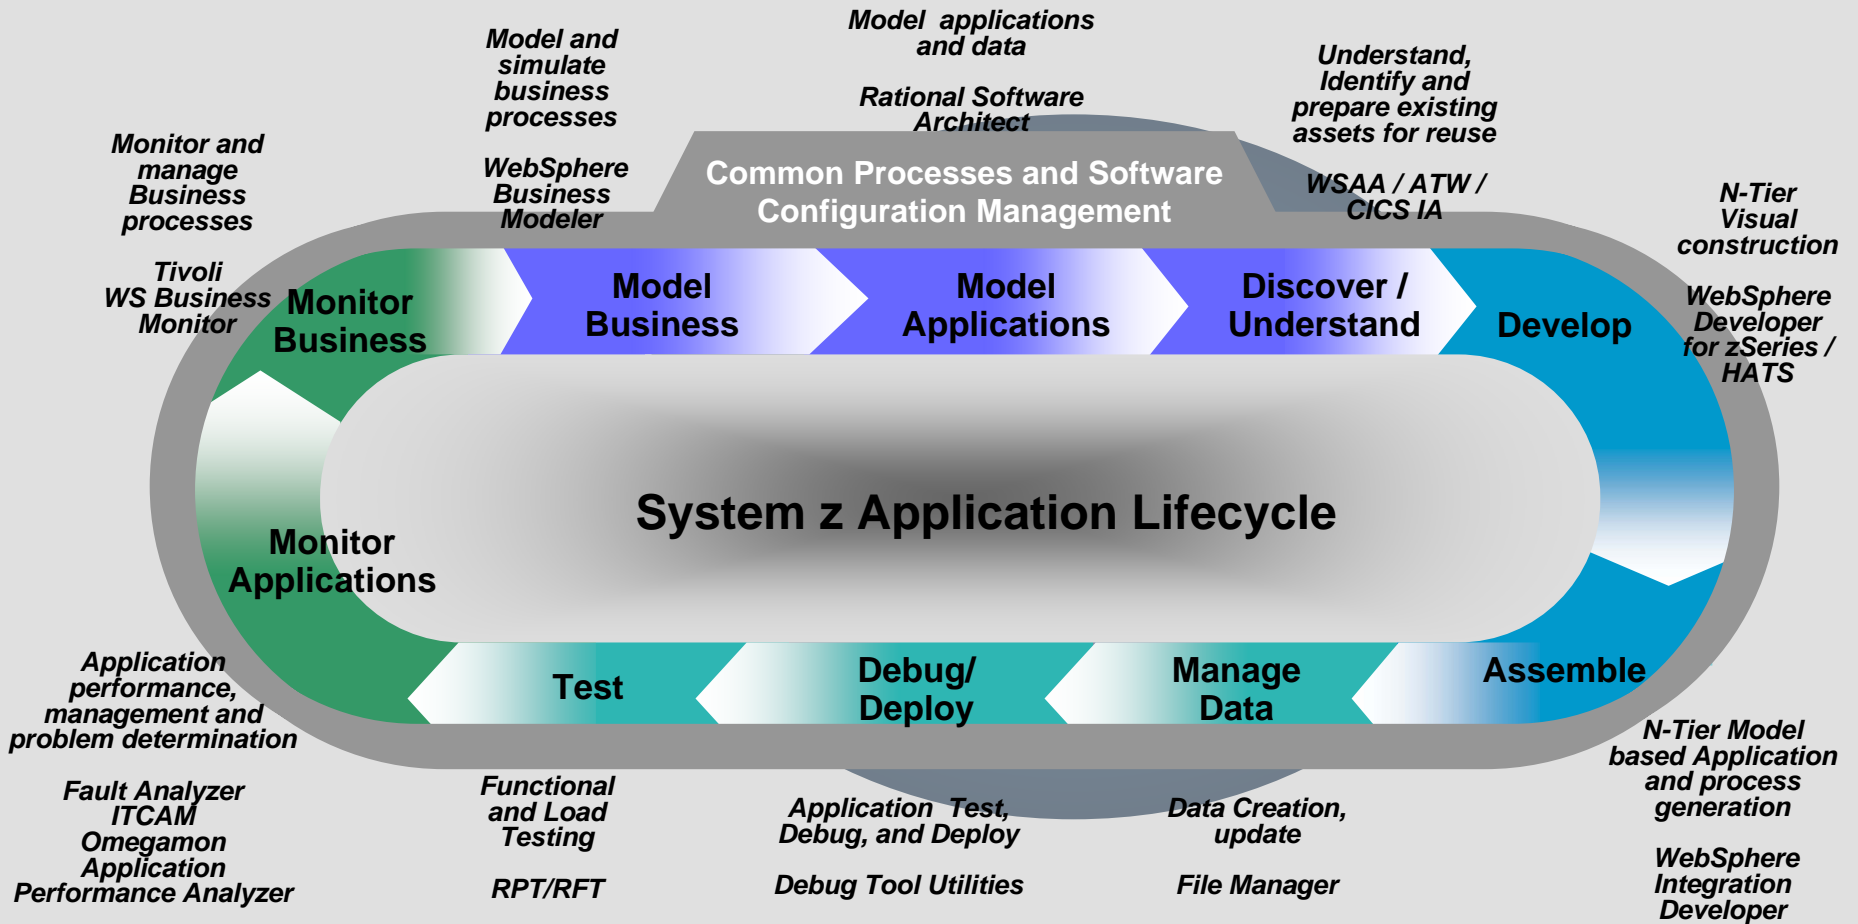 Model applications
and data
Rational Software
Architect
Model and
simulate
business
processes
WebSphere
Business
Modeler
Understand,
Identify and
prepare existing
assets for reuse
WSAA / ATW /
CICS IA
Monitor and
manage
Business
processes
Tivoli
WS Business
Monitor
Common Processes and Software
Configuration Management
N-Tier
Visual
construction
WebSphere
Developer
for zSeries /
HATS
Monitor
Business
Model
Business
Model
Applications
Discover /
Understand
Develop
System z Application Lifecycle
Monitor
Applications
Test
Debug/
Deploy
Manage
Data
Assemble
Application
performance,
management and
problem determination
Fault Analyzer
ITCAM
Omegamon
Application
Performance Analyzer
Functional
and Load
Testing
RPT/RFT
Application Test,
Debug, and Deploy
Debug Tool Utilities
Data Creation,
update
File Manager
N-Tier Model
based Application
and process
generation
WebSphere
Integration
Developer